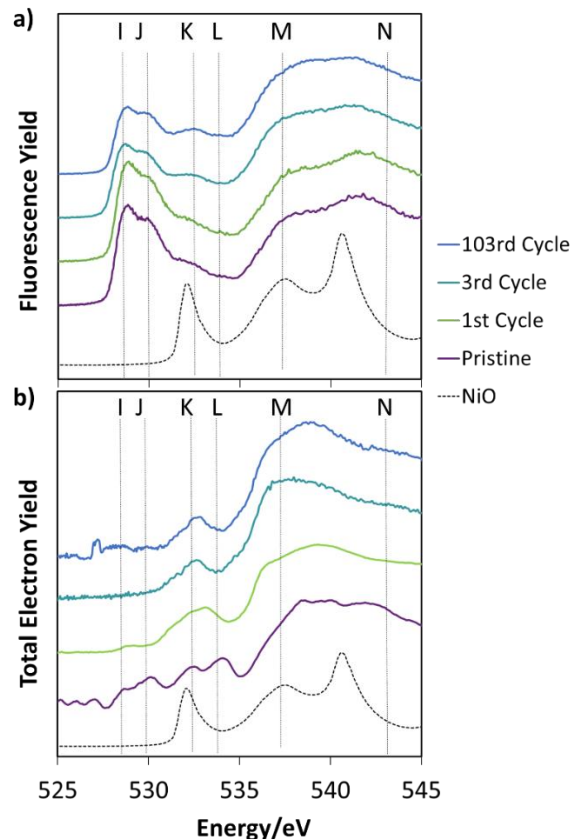 a)
I J K L M N
Fluorescence Yield
103rd Cycle
3rd Cycle
1st Cycle
Pristine
NiO
b)
I J K L M N
Total Electron Yield
525 530 535 540 545
Energy/eV